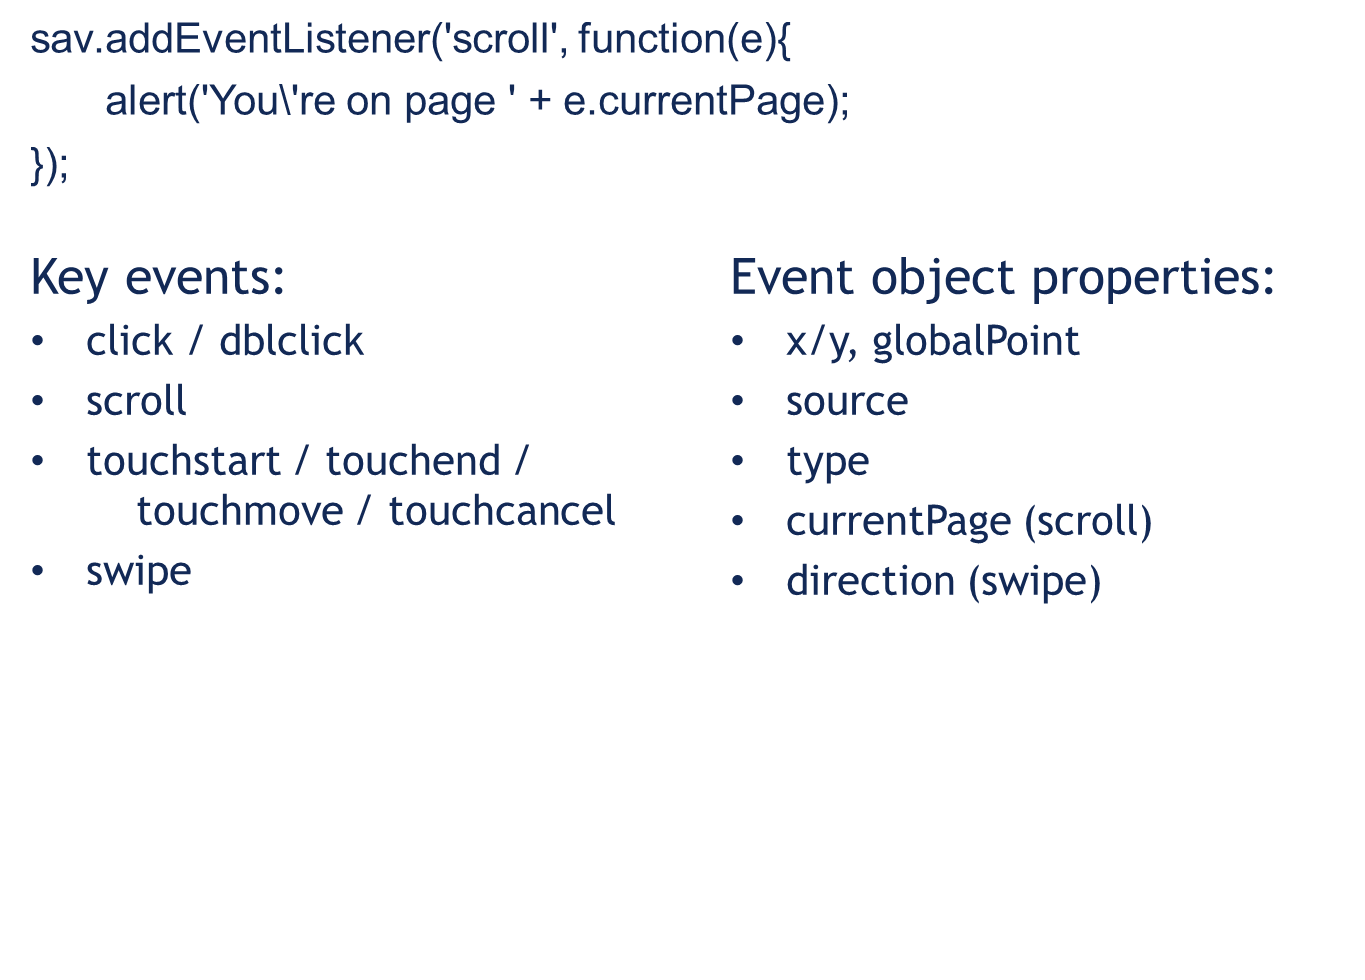 sav.addEventListener('scroll', function(e){
alert('You\'re on page ' + e.currentPage);
});
Key events:
• click / dblclick
• scroll
• touchstart / touchend /
touchmove / touchcancel
• swipe
Event object properties:
• x/y, globalPoint
• source
• type
• currentPage (scroll)
• direction (swipe)